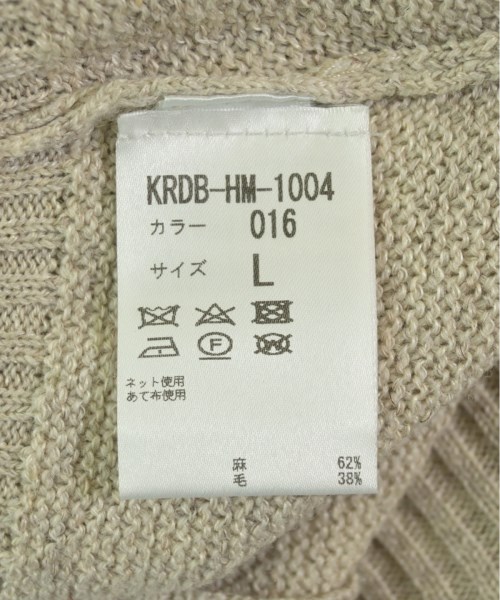 KRDB-HM-1004
カラー 016
サイズ L
F W
ネット使用
あて布使用
麻 62%
毛 38%